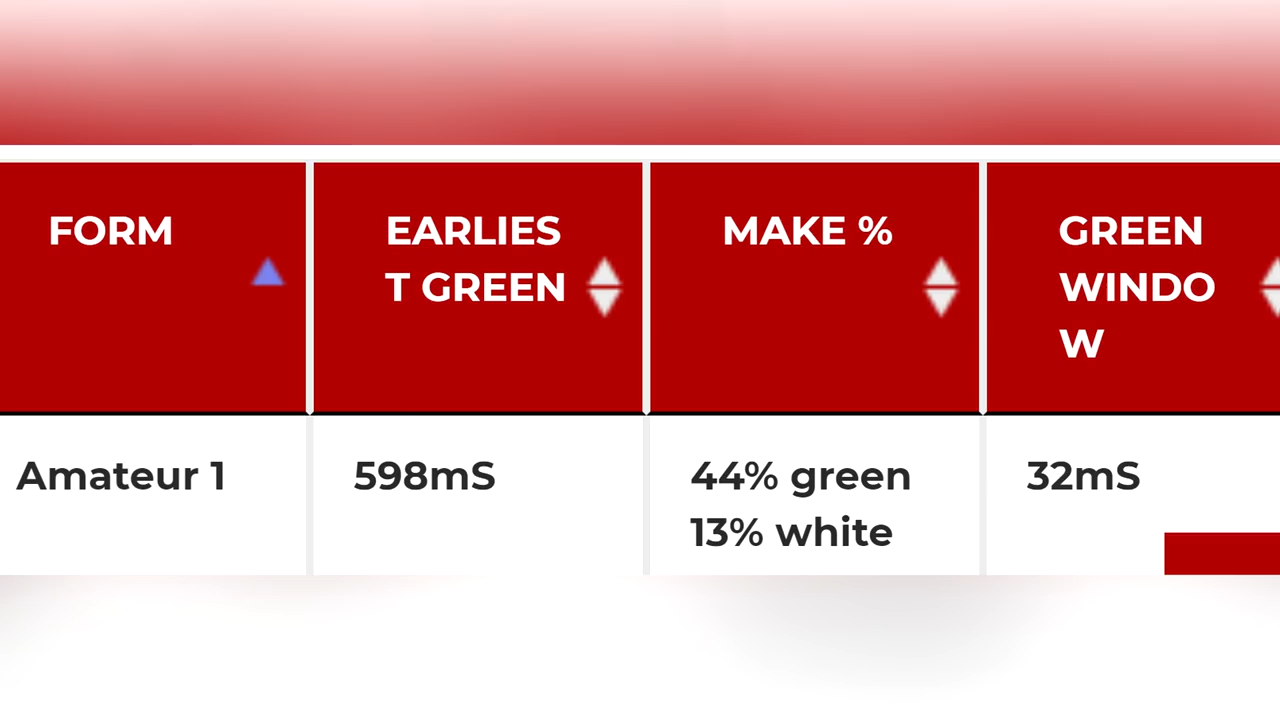 FORM
EARLIES
T GREEN
MAKE %
GREEN
WINDO
W
Amateur 1
598mS
44% green
13% white
32mS